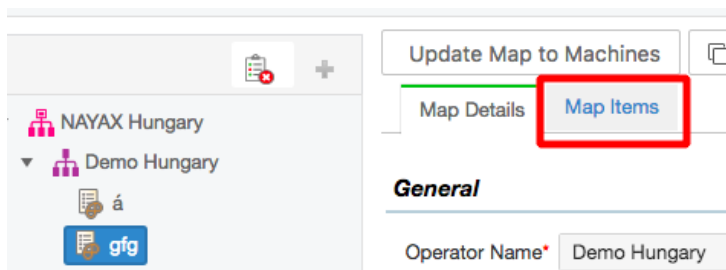 Update Map to Machines
Map Details
Map Items
NAYAX Hungary
Demo Hungary
á
gfg
General
Operator Name*
Demo Hungary